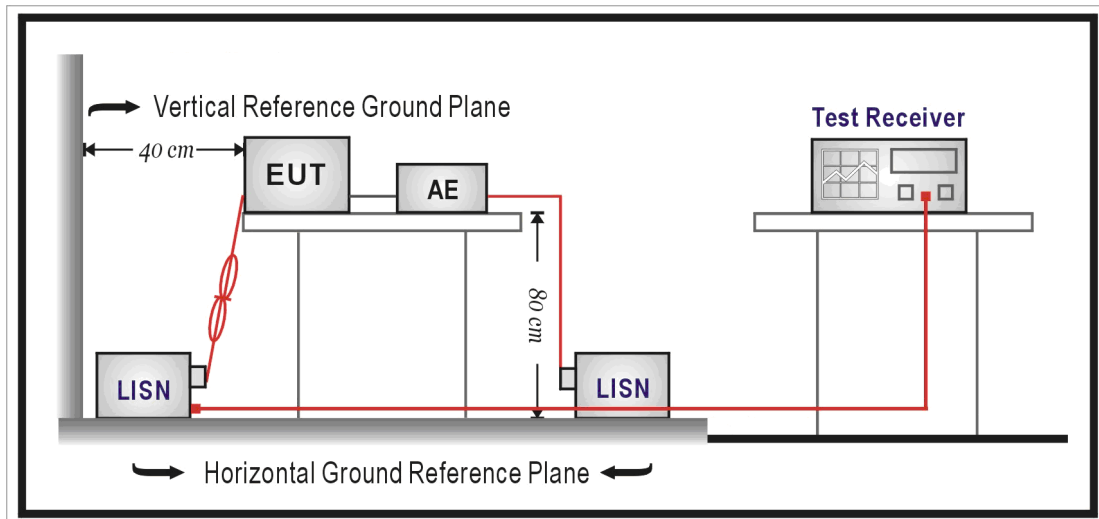 Vertical Reference Ground Plane
Test Receiver
40 cm
EUT
AE
80 cm
LISN
LISN
Horizontal Ground Reference Plane